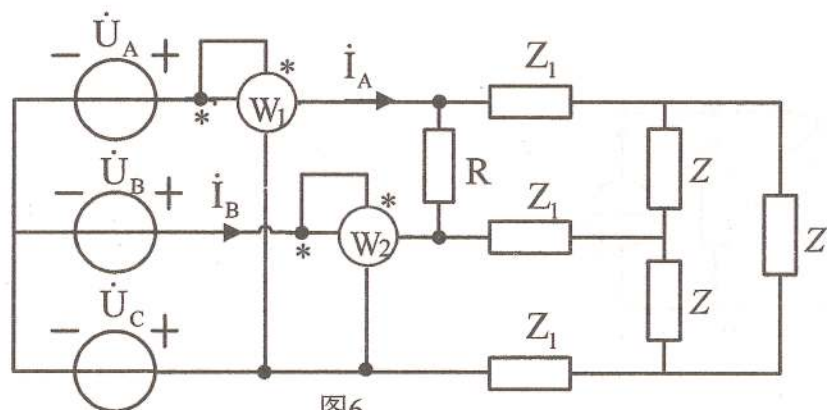 − U̇A + * İA Z1
* W1
R Z
− U̇B + İB * Z1 Z
* W2
Z
− U̇C + Z1
图6